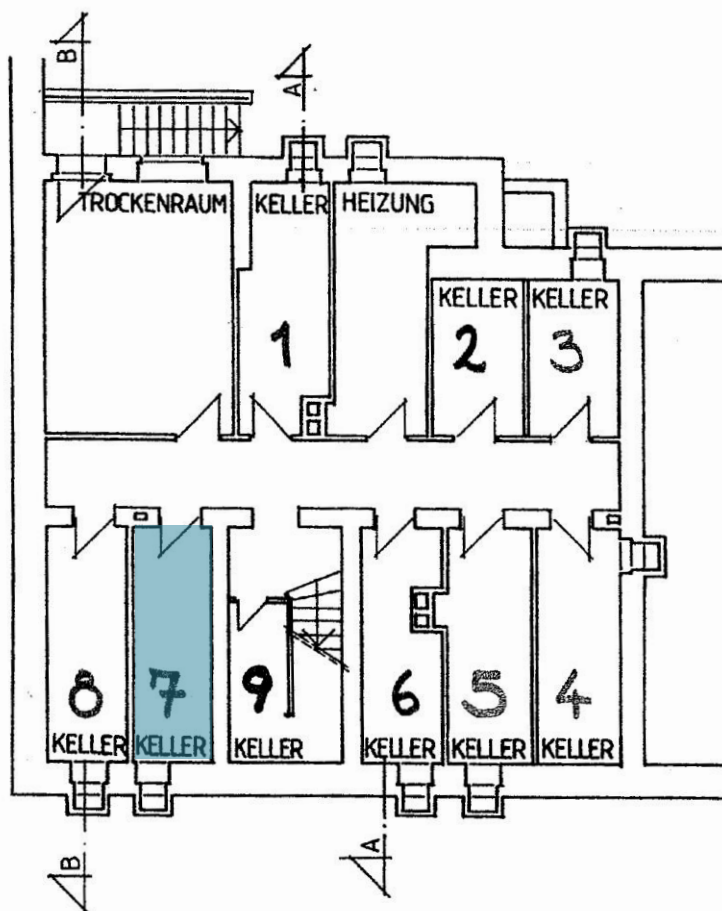 B
A
TROCKENRAUM
KELLER
HEIZUNG
KELLER
KELLER
1
2
3
8
7
9
6
5
4
KELLER
KELLER
KELLER
KELLER
KELLER
KELLER
B
A